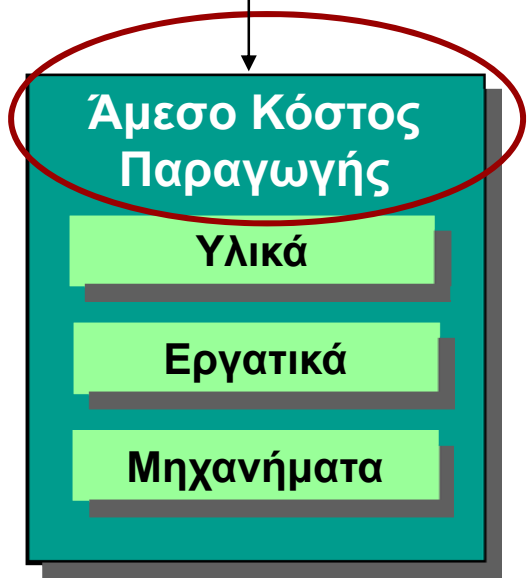 Άμεσο Κόστος
Παραγωγής
Υλικά
Εργατικά
Μηχανήματα